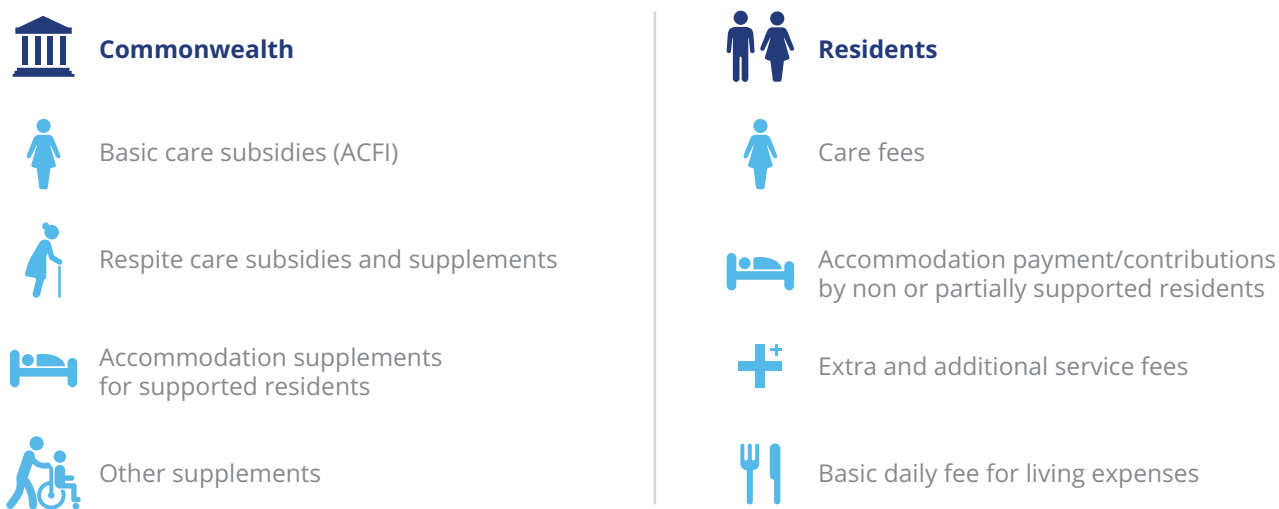 Commonwealth
Basic care subsidies (ACFI)
Respite care subsidies and supplements
Accommodation supplements
for supported residents
Other supplements
Residents
Care fees
Accommodation payment/contributions
by non or partially supported residents
Extra and additional service fees
Basic daily fee for living expenses